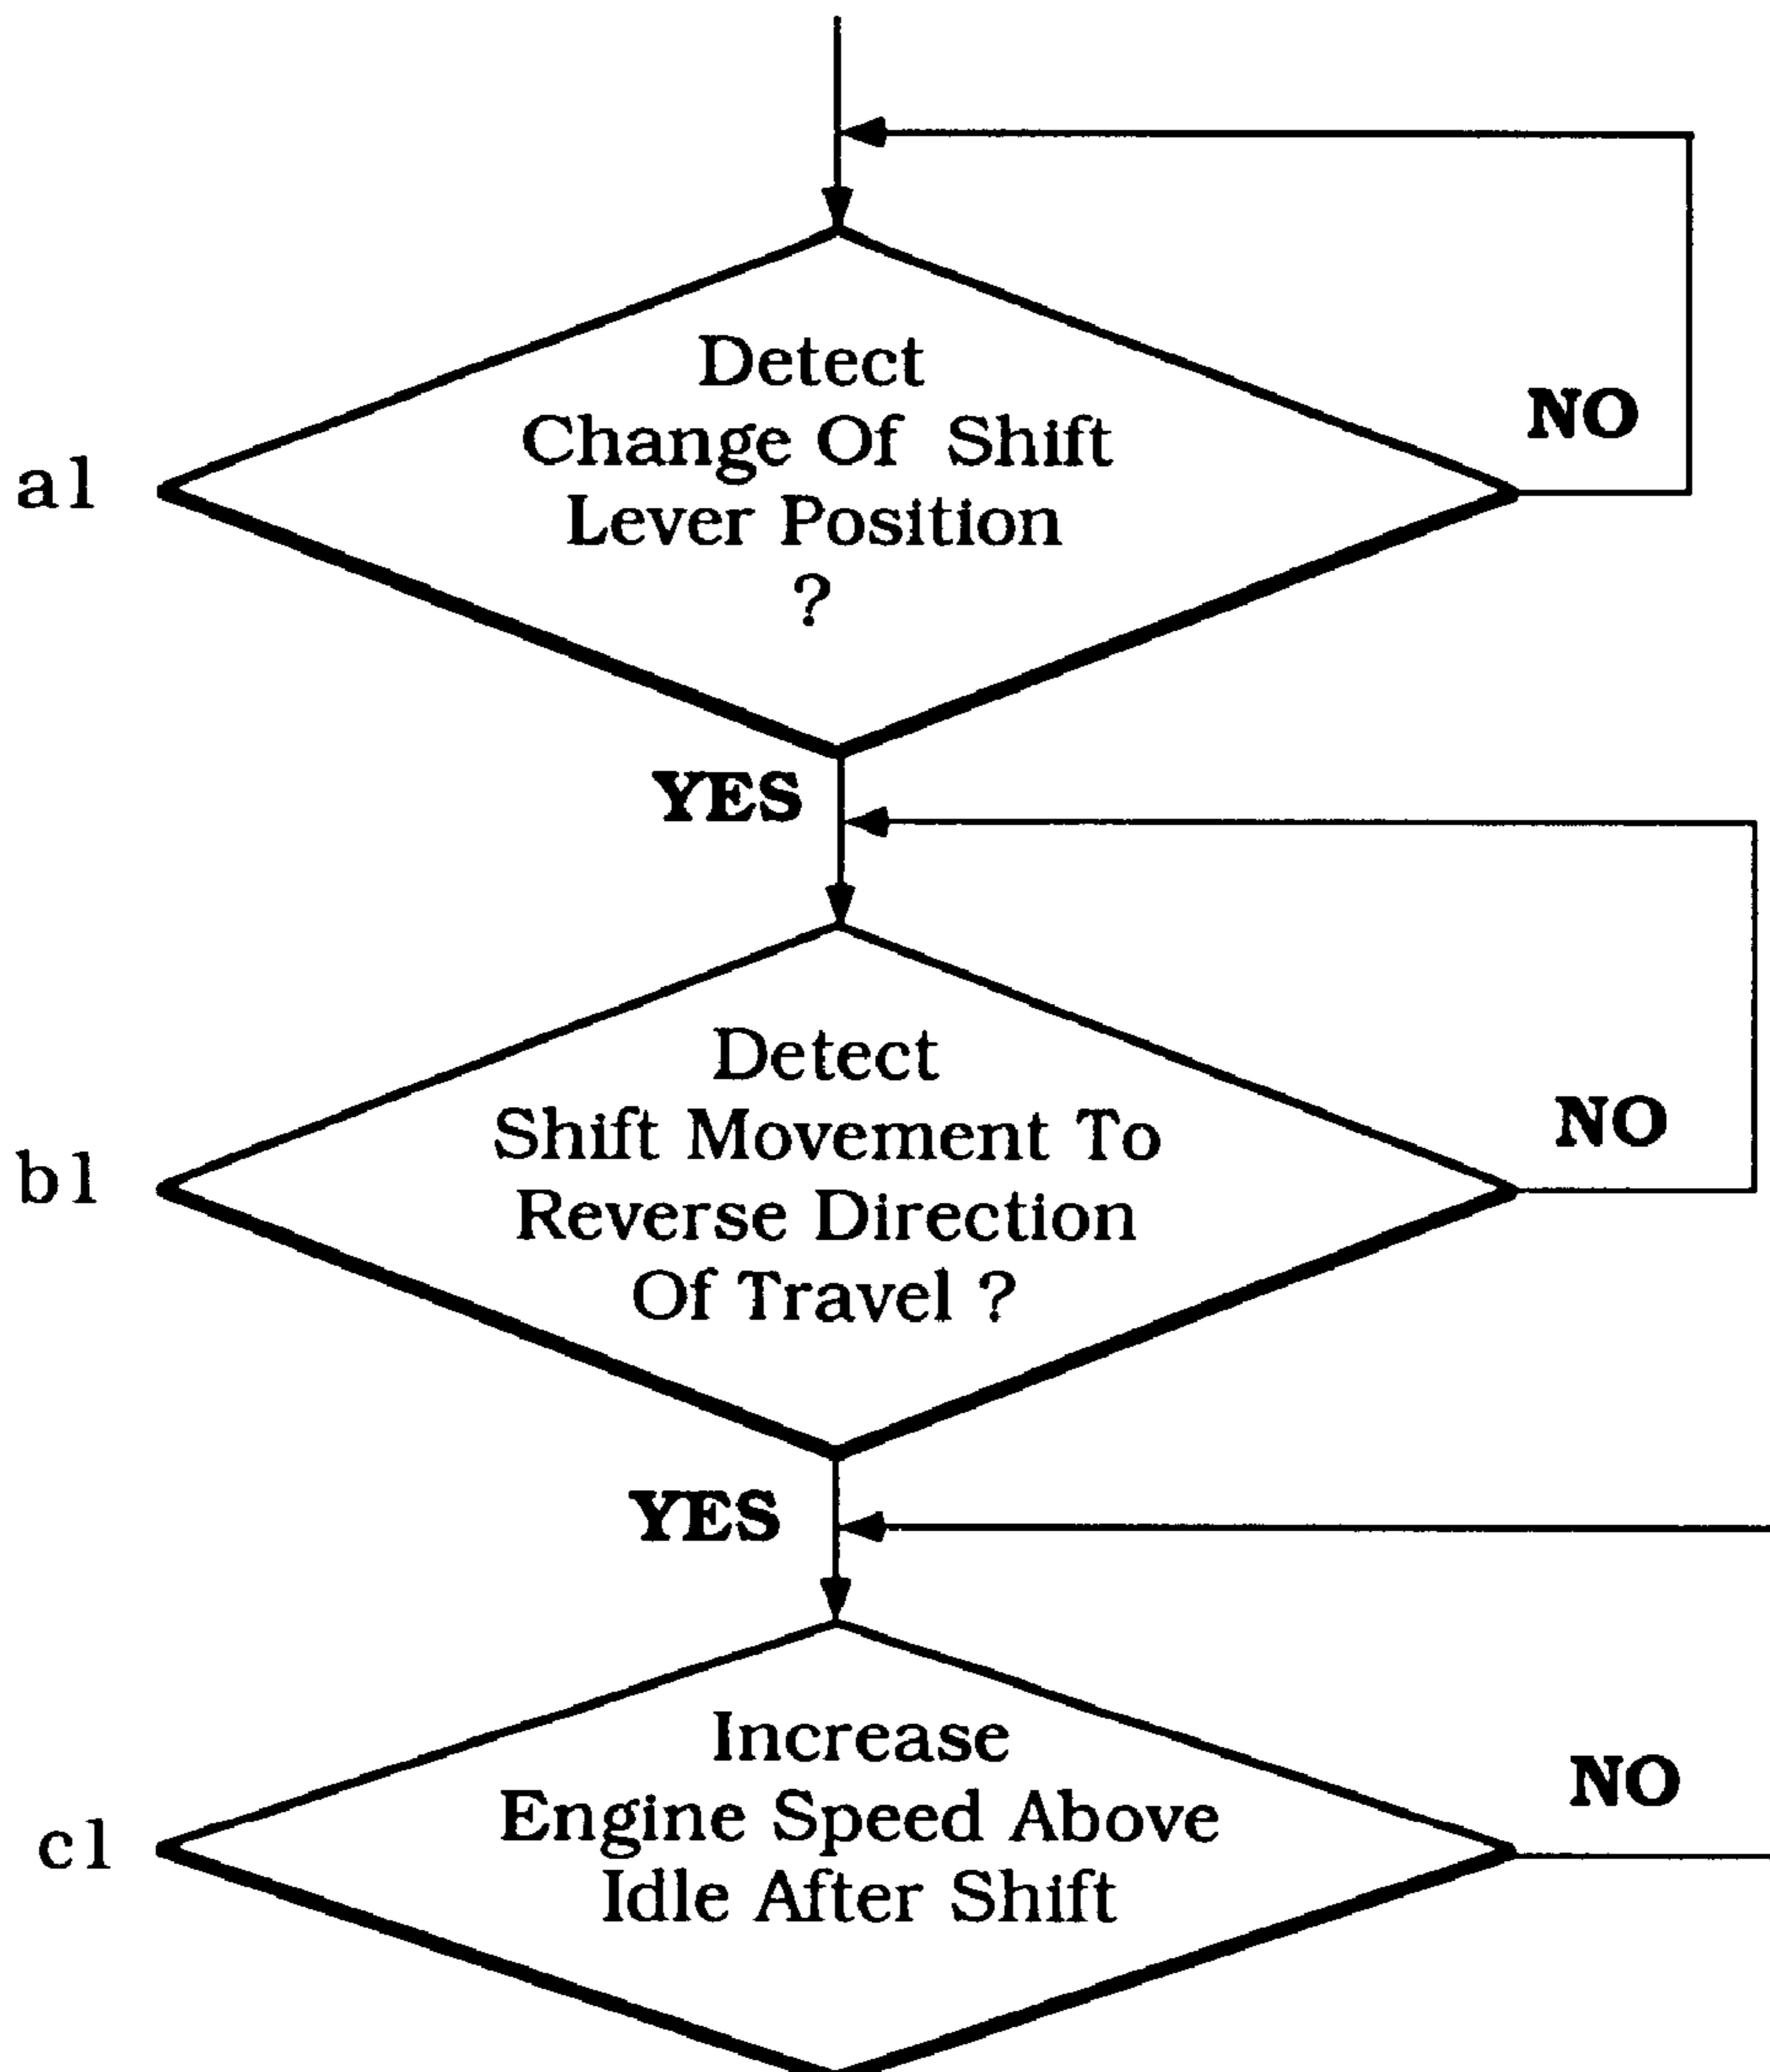 Detect
Change Of Shift
Lever Position
?
NO
a1
YES
Detect
Shift Movement To
Reverse Direction
Of Travel ?
NO
b1
YES
Increase
Engine Speed Above
Idle After Shift
NO
c1